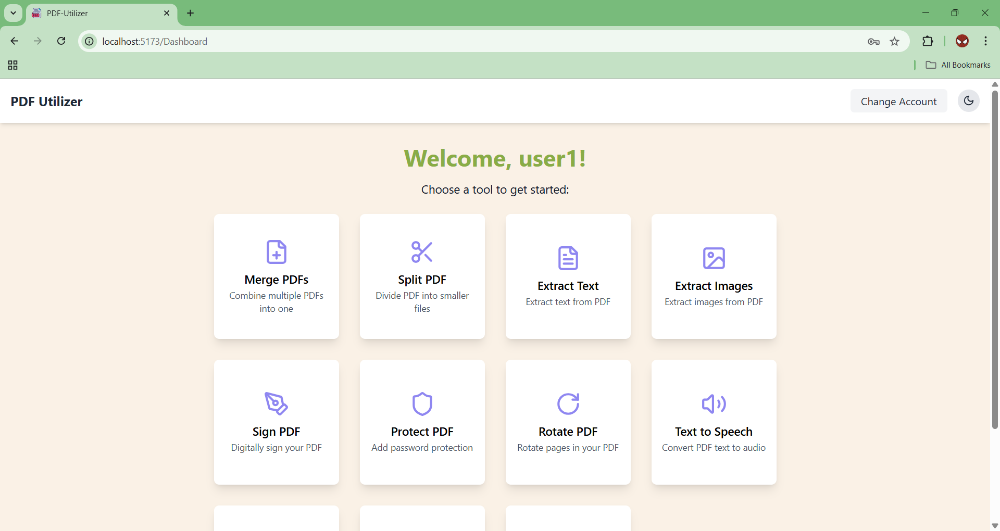 PDF-Utilizer
localhost:5173/Dashboard
All Bookmarks
PDF Utilizer
Change Account
Welcome, user1!
Choose a tool to get started:
Merge PDFs
Combine multiple PDFs
into one
Split PDF
Divide PDF into smaller
files
Extract Text
Extract text from PDF
Extract Images
Extract images from PDF
Sign PDF
Digitally sign your PDF
Protect PDF
Add password protection
Rotate PDF
Rotate pages in your PDF
Text to Speech
Convert PDF text to audio